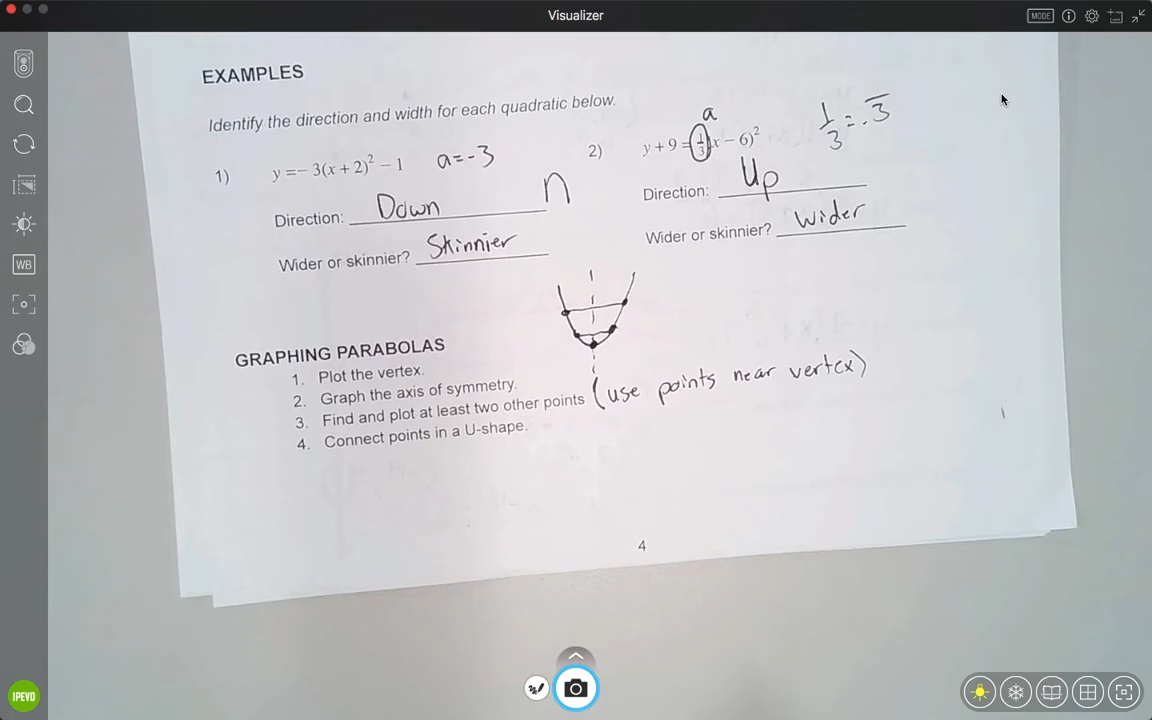 Visualizer
MODE
EXAMPLES
Identify the direction and width for each quadratic below.
1) y =− 3(x + 2)² − 1 a=-3
Direction: Down
Wider or skinnier? Skinnier
a
2) y + 9 = 1/3(x − 6)² 1/3 = .3̅
Direction: Up
Wider or skinnier? Wider
GRAPHING PARABOLAS
1. Plot the vertex.
2. Graph the axis of symmetry.
3. Find and plot at least two other points (use points near vertex)
4. Connect points in a U-shape.
4
WB
IPEVO